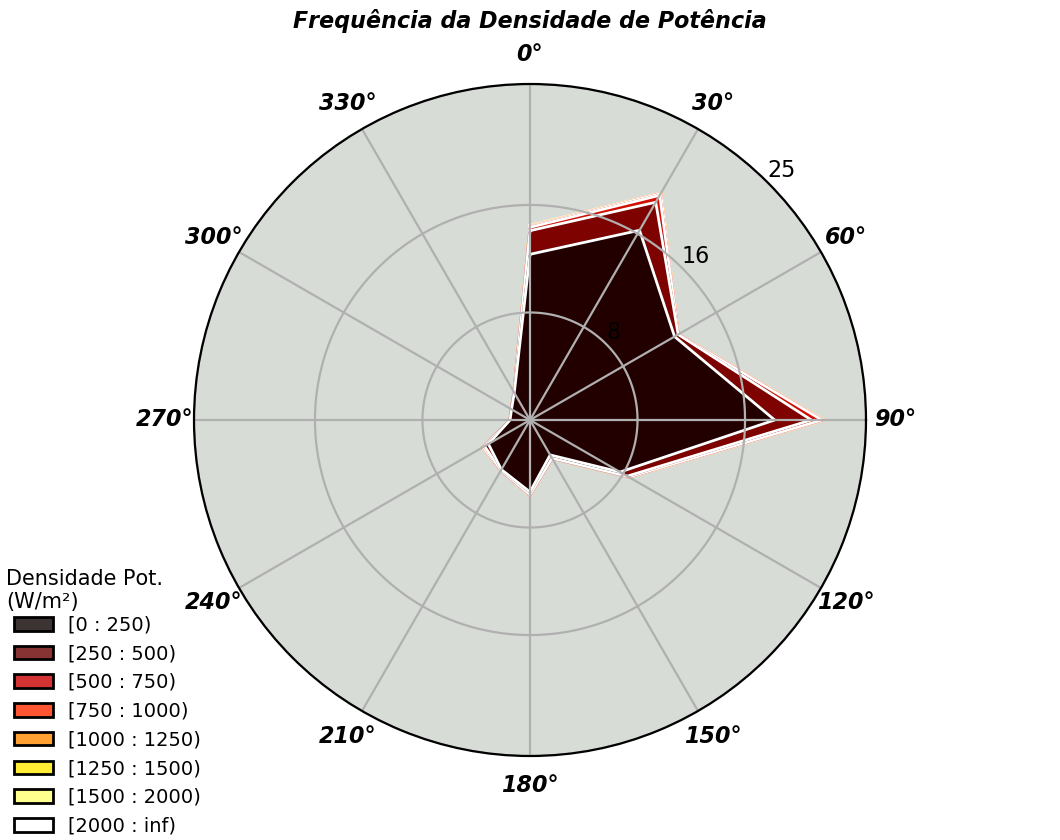 Frequência da Densidade de Potência
0°
330°
30°
25
300°
60°
16
8
270°
90°
240°
120°
210°
150°
180°
Densidade Pot.
(W/m²)
[0 : 250)
[250 : 500)
[500 : 750)
[750 : 1000)
[1000 : 1250)
[1250 : 1500)
[1500 : 2000)
[2000 : inf)